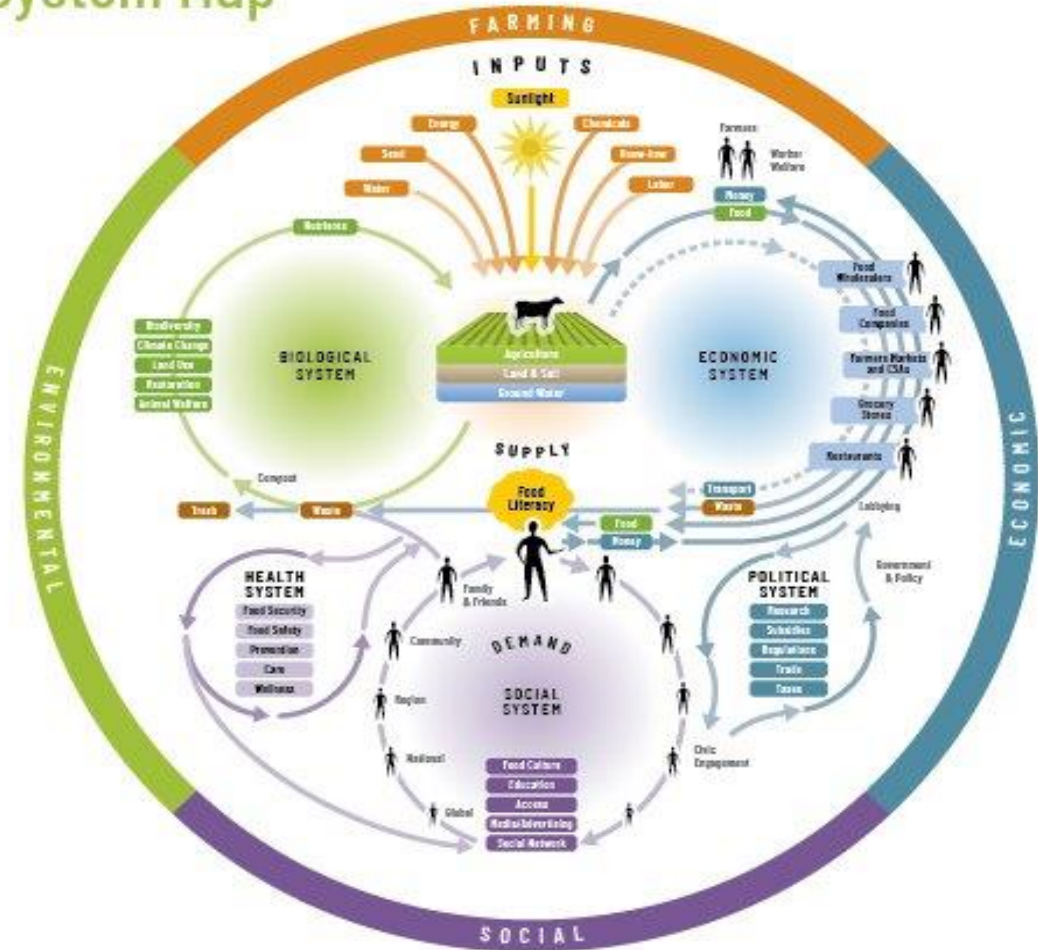 System Map
FARMING
INPUTS
Sunlight
Energy
Chemicals
Seed
Know-how
Water
Labor
Farmers
Worker
Welfare
Money
Food
Nutrients
Food
Wholesalers
Food
Companies
Farmers Markets
and CSAs
Grocery
Stores
Restaurants
Biodiversity
Climate Change
Land Use
Restoration
Animal Welfare
BIOLOGICAL
SYSTEM
Agriculture
Land & Soil
Ground Water
ECONOMIC
SYSTEM
ENVIRONMENTAL
ECONOMIC
SUPPLY
Food
Literacy
Compost
Trash
Waste
Transport
Waste
Food
Money
Lobbying
Government
& Policy
HEALTH
SYSTEM
Food Security
Food Safety
Prevention
Care
Wellness
Family
& Friends
Community
Region
National
Global
DEMAND
SOCIAL
SYSTEM
Food Culture
Education
Access
Media/Advertising
Social Network
POLITICAL
SYSTEM
Research
Subsidies
Regulations
Trade
Taxes
Civic
Engagement
SOCIAL